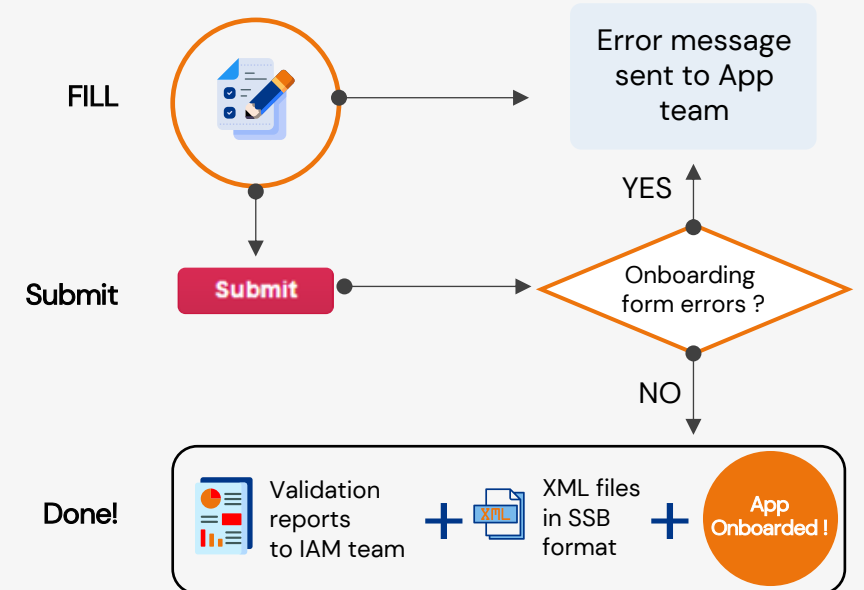 FILL
Error message
sent to App
team
YES
Submit
Submit
Onboarding
form errors ?
NO
Done!
Validation
reports
to IAM team
XML
XML files
in SSB
format
App
Onboarded !